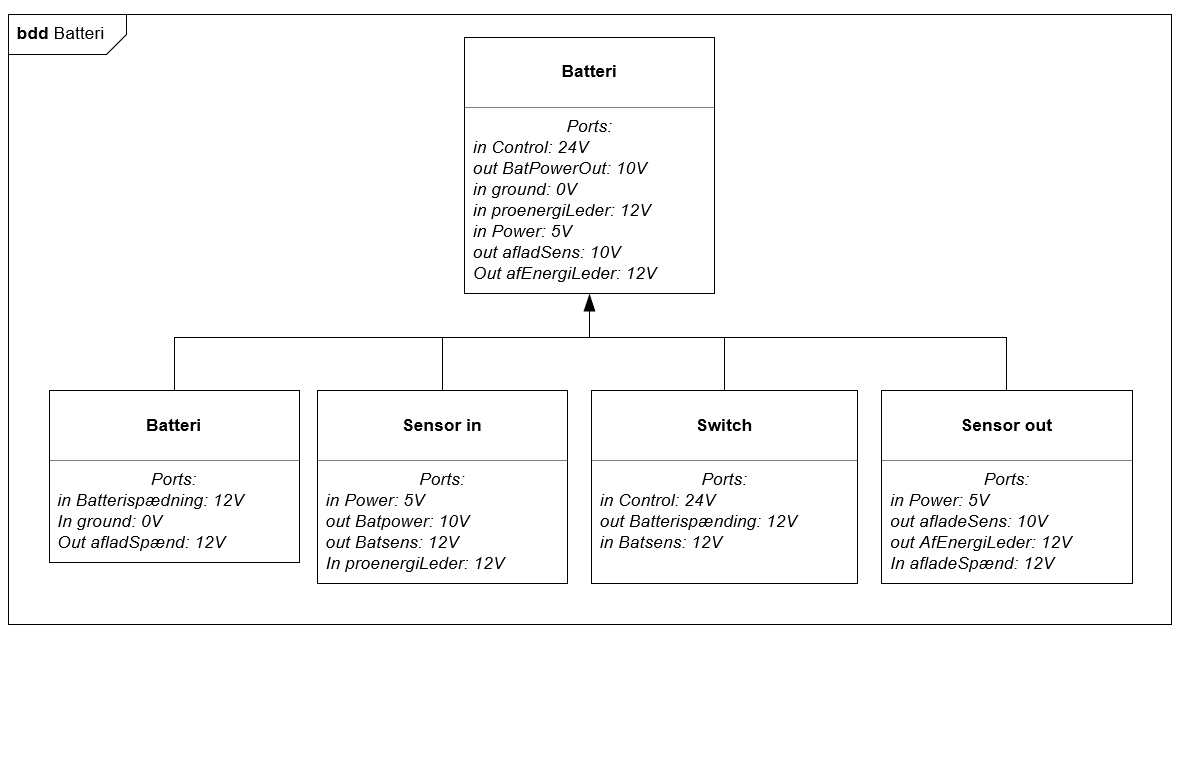 bdd Batteri
Batteri
Ports:
in Control: 24V
out BatPowerOut: 10V
in ground: 0V
in proenergiLeder: 12V
in Power: 5V
out afladSens: 10V
Out afEnergiLeder: 12V
Batteri
Ports:
in Batterispædning: 12V
In ground: 0V
Out afladSpænd: 12V
Sensor in
Ports:
in Power: 5V
out Batpower: 10V
out Batsens: 12V
In proenergiLeder: 12V
Switch
Ports:
in Control: 24V
out Batterispænding: 12V
in Batsens: 12V
Sensor out
Ports:
in Power: 5V
out afladeSens: 10V
out AfEnergiLeder: 12V
In afladeSpænd: 12V